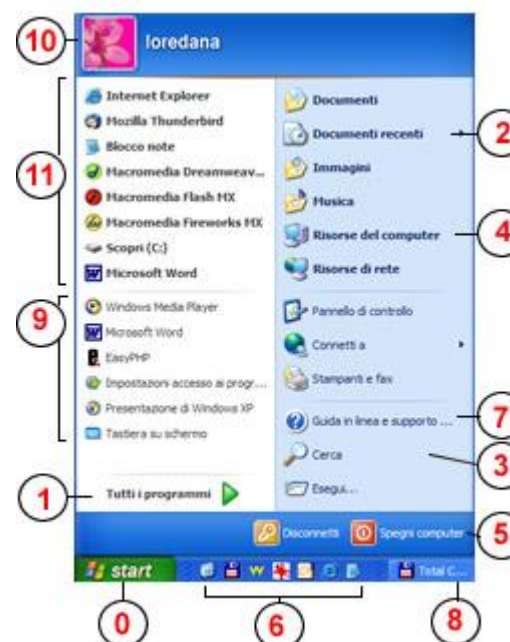 10
loredana
Internet Explorer
Mozilla Thunderbird
Blocco note
Macromedia Dreamweav...
Macromedia Flash MX
Macromedia Fireworks MX
Scopri (C:)
Microsoft Word
11
Windows Media Player
Microsoft Word
EasyPHP
Impostazioni accesso ai progr...
Presentazione di Windows XP
Tastiera su schermo
9
Tutti i programmi
1
Documenti
Documenti recenti
2
Immagini
Musica
Risorse del computer
4
Risorse di rete
Pannello di controllo
Connetti a
Stampanti e fax
Guida in linea e supporto ...
7
Cerca
3
Esegui...
Disconnetti
Spegni computer
5
start
Total C...
0
6
8